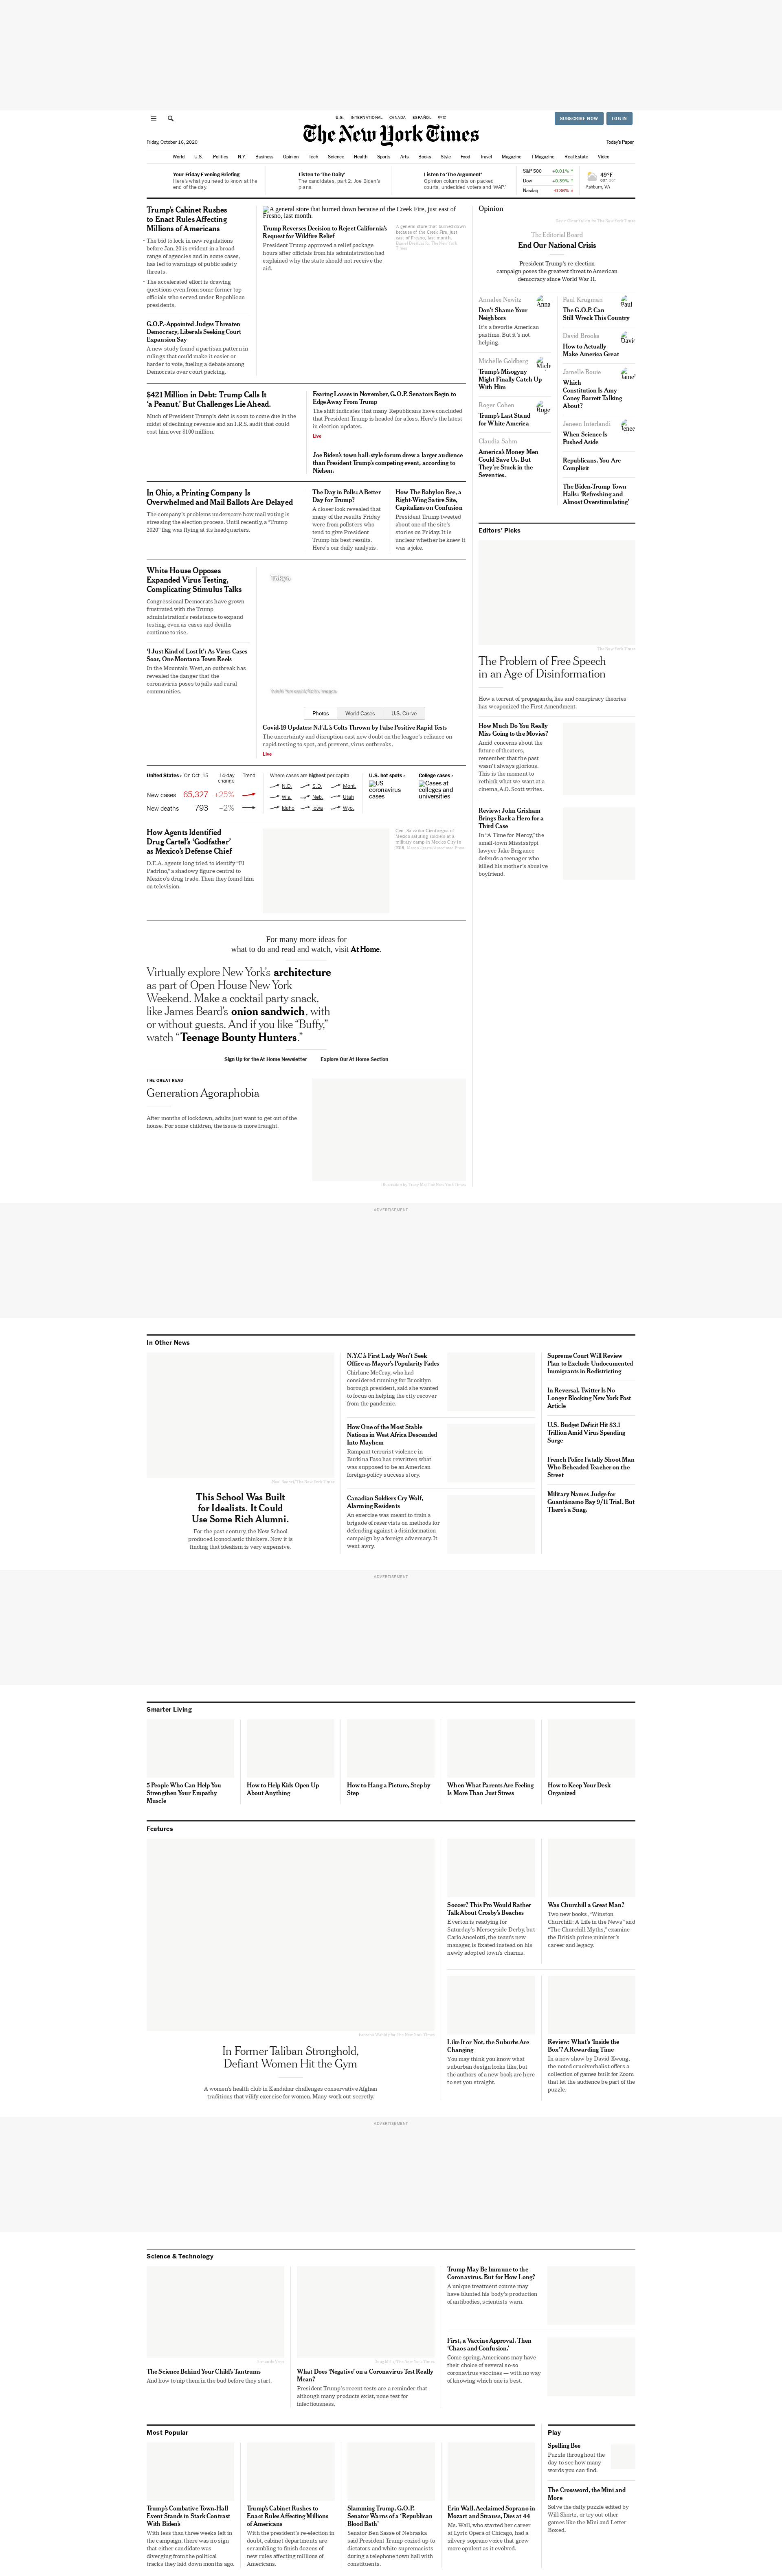 U.S.
INTERNATIONAL
CANADA
ESPAÑOL
中文
SUBSCRIBE NOW
LOG IN
The New York Times
Friday, October 16, 2020
Today's Paper
World
U.S.
Politics
N.Y.
Business
Opinion
Tech
Science
Health
Sports
Arts
Books
Style
Food
Travel
Magazine
T Magazine
Real Estate
Video
Your Friday Evening Briefing
Here's what you need to know at the
end of the day.
Listen to 'The Daily'
The candidates, part 2: Joe Biden's
plans.
Listen to 'The Argument'
Opinion columnists on packed
courts, undecided voters and 'WAP.'
S&P 500 +0.01% ↑
Dow +0.39% ↑
Nasdaq -0.36% ↓
49°F
Ashburn, VA
Trump's Cabinet Rushes
to Enact Rules Affecting
Millions of Americans
• The bid to lock in new regulations
before Jan. 20 is evident in a broad
range of agencies and in some cases,
has led to warnings of public safety
threats.
• The accelerated effort is drawing
questions even from some former top
officials who served under Republican
presidents.
G.O.P.-Appointed Judges Threaten
Democracy, Liberals Seeking Court
Expansion Say
A new study found a partisan pattern in
rulings that could make it easier or
harder to vote, fueling a debate among
Democrats over court packing.
A general store that burned down because of the Creek Fire, just east of
Fresno, last month.
Trump Reverses Decision to Reject California's
Request for Wildfire Relief
President Trump approved a relief package
hours after officials from his administration had
explained why the state should not receive the
aid.
A general store that burned down
because of the Creek Fire, just
east of Fresno, last month.
$421 Million in Debt: Trump Calls It
'a Peanut.' But Challenges Lie Ahead.
Much of President Trump's debt is soon to come due in the
midst of declining revenue and an I.R.S. audit that could
cost him over $100 million.
Fearing Losses in November, G.O.P. Senators Begin to
Edge Away From Trump
The shift indicates that many Republicans have concluded
that President Trump is headed for a loss. Here's the latest
in election updates.
Live
Joe Biden's town hall-style forum drew a larger audience
than President Trump's competing event, according to
Nielsen.
In Ohio, a Printing Company Is
Overwhelmed and Mail Ballots Are Delayed
The company's problems underscore how mail voting is
stressing the election process. Until recently, a "Trump
2020" flag was flying at its headquarters.
The Day in Polls: A Better
Day for Trump?
A closer look revealed that
many of the results Friday
were from pollsters who
tend to give President
Trump his best results.
Here's our daily analysis.
How The Babylon Bee, a
Right-Wing Satire Site,
Capitalizes on Confusion
President Trump tweeted
about one of the site's
stories on Friday. It is
unclear whether he knew it
was a joke.
White House Opposes
Expanded Virus Testing,
Complicating Stimulus Talks
Congressional Democrats have grown
frustrated with the Trump
administration's resistance to expand
testing, even as cases and deaths
continue to rise.
'I Just Kind of Lost It': As Virus Cases
Soar, One Montana Town Reels
In the Mountain West, an outbreak has
revealed the danger that the
coronavirus poses to jails and rural
communities.
Tokyo
Photos
World Cases
U.S. Curve
Covid-19 Updates: N.F.L.'s Colts Thrown by False Positive Rapid Tests
The uncertainty and disruption cast new doubt on the league's reliance on
rapid testing to spot, and prevent, virus outbreaks.
Live
United States › On Oct. 15 14-day
change Trend
New cases 65,327 +25%
New deaths 793 –2%
Where cases are highest per capita
N.D. S.D. Mont.
Wis. Neb. Utah
Idaho Iowa Wyo.
U.S. hot spots ›
US
coronavirus
cases
College cases ›
Cases at
colleges and
universities
How Agents Identified
Drug Cartel's 'Godfather'
as Mexico's Defense Chief
D.E.A. agents long tried to identify "El
Padrino," a shadowy figure central to
Mexico's drug trade. Then they found him
on television.
Gen. Salvador Cienfuegos of
Mexico saluting soldiers at a
military camp in Mexico City in
2016.
For many more ideas for
what to do and read and watch, visit At Home.
Virtually explore New York's architecture
as part of Open House New York
Weekend. Make a cocktail party snack,
like James Beard's onion sandwich, with
or without guests. And if you like "Buffy,"
watch "Teenage Bounty Hunters."
Sign Up for the At Home Newsletter
Explore Our At Home Section
THE GREAT READ
Generation Agoraphobia
After months of lockdown, adults just want to get out of the
house. For some children, the issue is more fraught.
Opinion
The Editorial Board
End Our National Crisis
President Trump's re-election
campaign poses the greatest threat to American
democracy since World War II.
Annalee Newitz
Don't Shame Your
Neighbors
It's a favorite American
pastime. But it's not
helping.
Michelle Goldberg
Trump's Misogyny
Might Finally Catch Up
With Him
Roger Cohen
Trump's Last Stand
for White America
Claudia Sahm
America's Money Men
Could Save Us. But
They're Stuck in the
Seventies.
Paul Krugman
The G.O.P. Can
Still Wreck This Country
David Brooks
How to Actually
Make America Great
Jamelle Bouie
Which
Constitution Is Amy
Coney Barrett Talking
About?
Jeneen Interlandi
When Science Is
Pushed Aside
Republicans, You Are
Complicit
The Biden-Trump Town
Halls: 'Refreshing and
Almost Overstimulating'
Editors' Picks
The New York Times
The Problem of Free Speech
in an Age of Disinformation
How a torrent of propaganda, lies and conspiracy theories
has weaponized the First Amendment.
How Much Do You Really
Miss Going to the Movies?
Amid concerns about the
future of theaters,
remember that the past
wasn't always glorious.
This is the moment to
rethink what we want at a
cinema, A.O. Scott writes.
Review: John Grisham
Brings Back a Hero for a
Third Case
In "A Time for Mercy," the
small-town Mississippi
lawyer Jake Brigance
defends a teenager who
killed his mother's abusive
boyfriend.
ADVERTISEMENT
In Other News
This School Was Built
for Idealists. It Could
Use Some Rich Alumni.
For the past century, the New School
produced iconoclastic thinkers. Now it is
finding that idealism is very expensive.
N.Y.C.'s First Lady Won't Seek
Office as Mayor's Popularity Fades
Chirlane McCray, who had
considered running for Brooklyn
borough president, said she wanted
to focus on helping the city recover
from the pandemic.
How One of the Most Stable
Nations in West Africa Descended
Into Mayhem
Rampant terrorist violence in
Burkina Faso has rewritten what
was supposed to be an American
foreign-policy success story.
Canadian Soldiers Cry Wolf,
Alarming Residents
An exercise was meant to train a
brigade of reservists on methods for
defending against a disinformation
campaign by a foreign adversary. It
went awry.
Supreme Court Will Review
Plan to Exclude Undocumented
Immigrants in Redistricting
In Reversal, Twitter Is No
Longer Blocking New York Post
Article
U.S. Budget Deficit Hit $3.1
Trillion Amid Virus Spending
Surge
French Police Fatally Shoot Man
Who Beheaded Teacher on the
Street
Military Names Judge for
Guantánamo Bay 9/11 Trial. But
There's a Snag.
ADVERTISEMENT
Smarter Living
5 People Who Can Help You
Strengthen Your Empathy
Muscle
How to Help Kids Open Up
About Anything
How to Hang a Picture, Step by
Step
When What Parents Are Feeling
Is More Than Just Stress
How to Keep Your Desk
Organized
Features
In Former Taliban Stronghold,
Defiant Women Hit the Gym
A women's health club in Kandahar challenges conservative Afghan
traditions that vilify exercise for women. Many work out secretly.
Soccer? This Pro Would Rather
Talk About Crosby's Beaches
Everton is readying for
Saturday's Merseyside Derby, but
Carlo Ancelotti, the team's new
manager, is fixated instead on his
newly adopted town's charms.
Was Churchill a Great Man?
Two new books, "Winston
Churchill: A Life in the News" and
"The Churchill Myths," examine
the British prime minister's
career and legacy.
Like It or Not, the Suburbs Are
Changing
You may think you know what
suburban design looks like, but
the authors of a new book are here
to set you straight.
Review: What's 'Inside the
Box'? A Rewarding Time
In a new show by David Kwong,
the noted cruciverbalist offers a
collection of games built for Zoom
that let the audience be part of the
puzzle.
ADVERTISEMENT
Science & Technology
The Science Behind Your Child's Tantrums
And how to nip them in the bud before they start.
What Does 'Negative' on a Coronavirus Test Really
Mean?
President Trump's recent tests are a reminder that
although many products exist, none test for
infectiousness.
Trump May Be Immune to the
Coronavirus. But for How Long?
A unique treatment course may
have blunted his body's production
of antibodies, scientists warn.
First, a Vaccine Approval. Then
'Chaos and Confusion.'
Come spring, Americans may have
their choice of several so-so
coronavirus vaccines — with no way
of knowing which one is best.
Most Popular
Trump's Combative Town-Hall
Event Stands in Stark Contrast
With Biden's
With less than three weeks left in
the campaign, there was no sign
that either candidate was
diverging from the political
tracks they laid down months ago.
Trump's Cabinet Rushes to
Enact Rules Affecting Millions
of Americans
With the president's re-election in
doubt, cabinet departments are
scrambling to finish dozens of
new rules affecting millions of
Americans.
Slamming Trump, G.O.P.
Senator Warns of a 'Republican
Blood Bath'
Senator Ben Sasse of Nebraska
said President Trump cozied up to
dictators and white supremacists
during a telephone town hall with
constituents.
Erin Wall, Acclaimed Soprano in
Mozart and Strauss, Dies at 44
Ms. Wall, who started her career
at Lyric Opera of Chicago, had a
silvery soprano voice that grew
more opulent as it evolved.
Play
Spelling Bee
Puzzle throughout the
day to see how many
words you can find.
The Crossword, the Mini and
More
Solve the daily puzzle edited by
Will Shortz, or try out other
games like the Mini and Letter
Boxed.